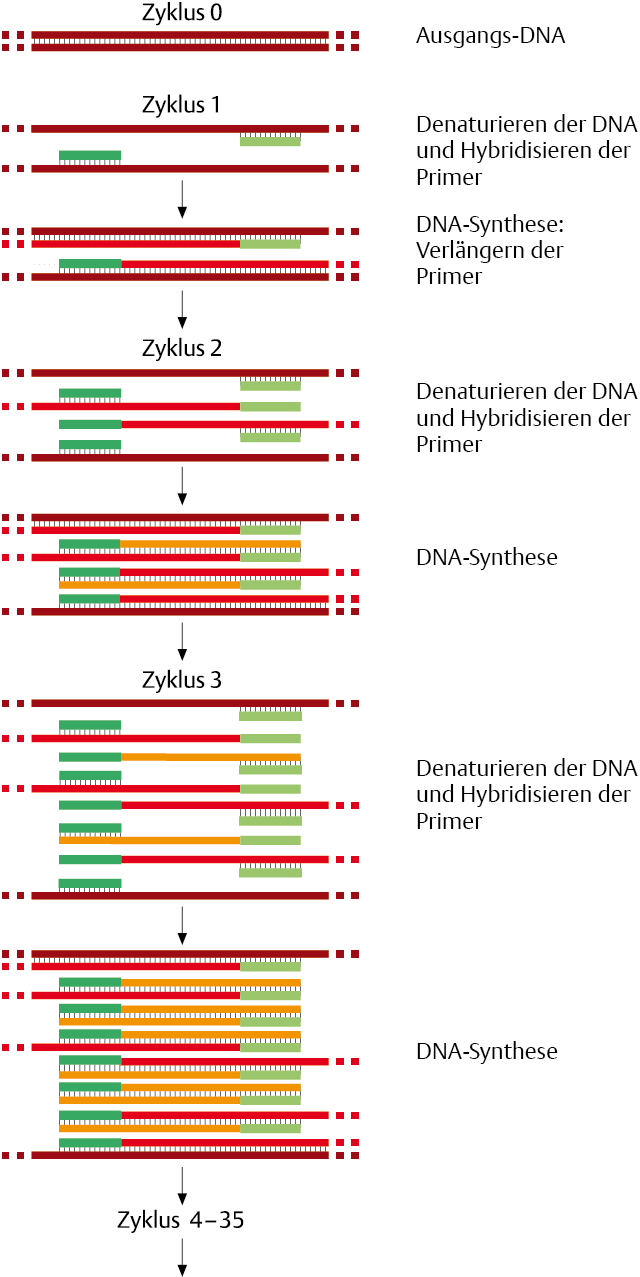 Zyklus 0
Ausgangs-DNA
Zyklus 1
Denaturieren der DNA
und Hybridisieren der
Primer
DNA-Synthese:
Verlängern der
Primer
Zyklus 2
Denaturieren der DNA
und Hybridisieren der
Primer
DNA-Synthese
Zyklus 3
Denaturieren der DNA
und Hybridisieren der
Primer
DNA-Synthese
Zyklus 4–35